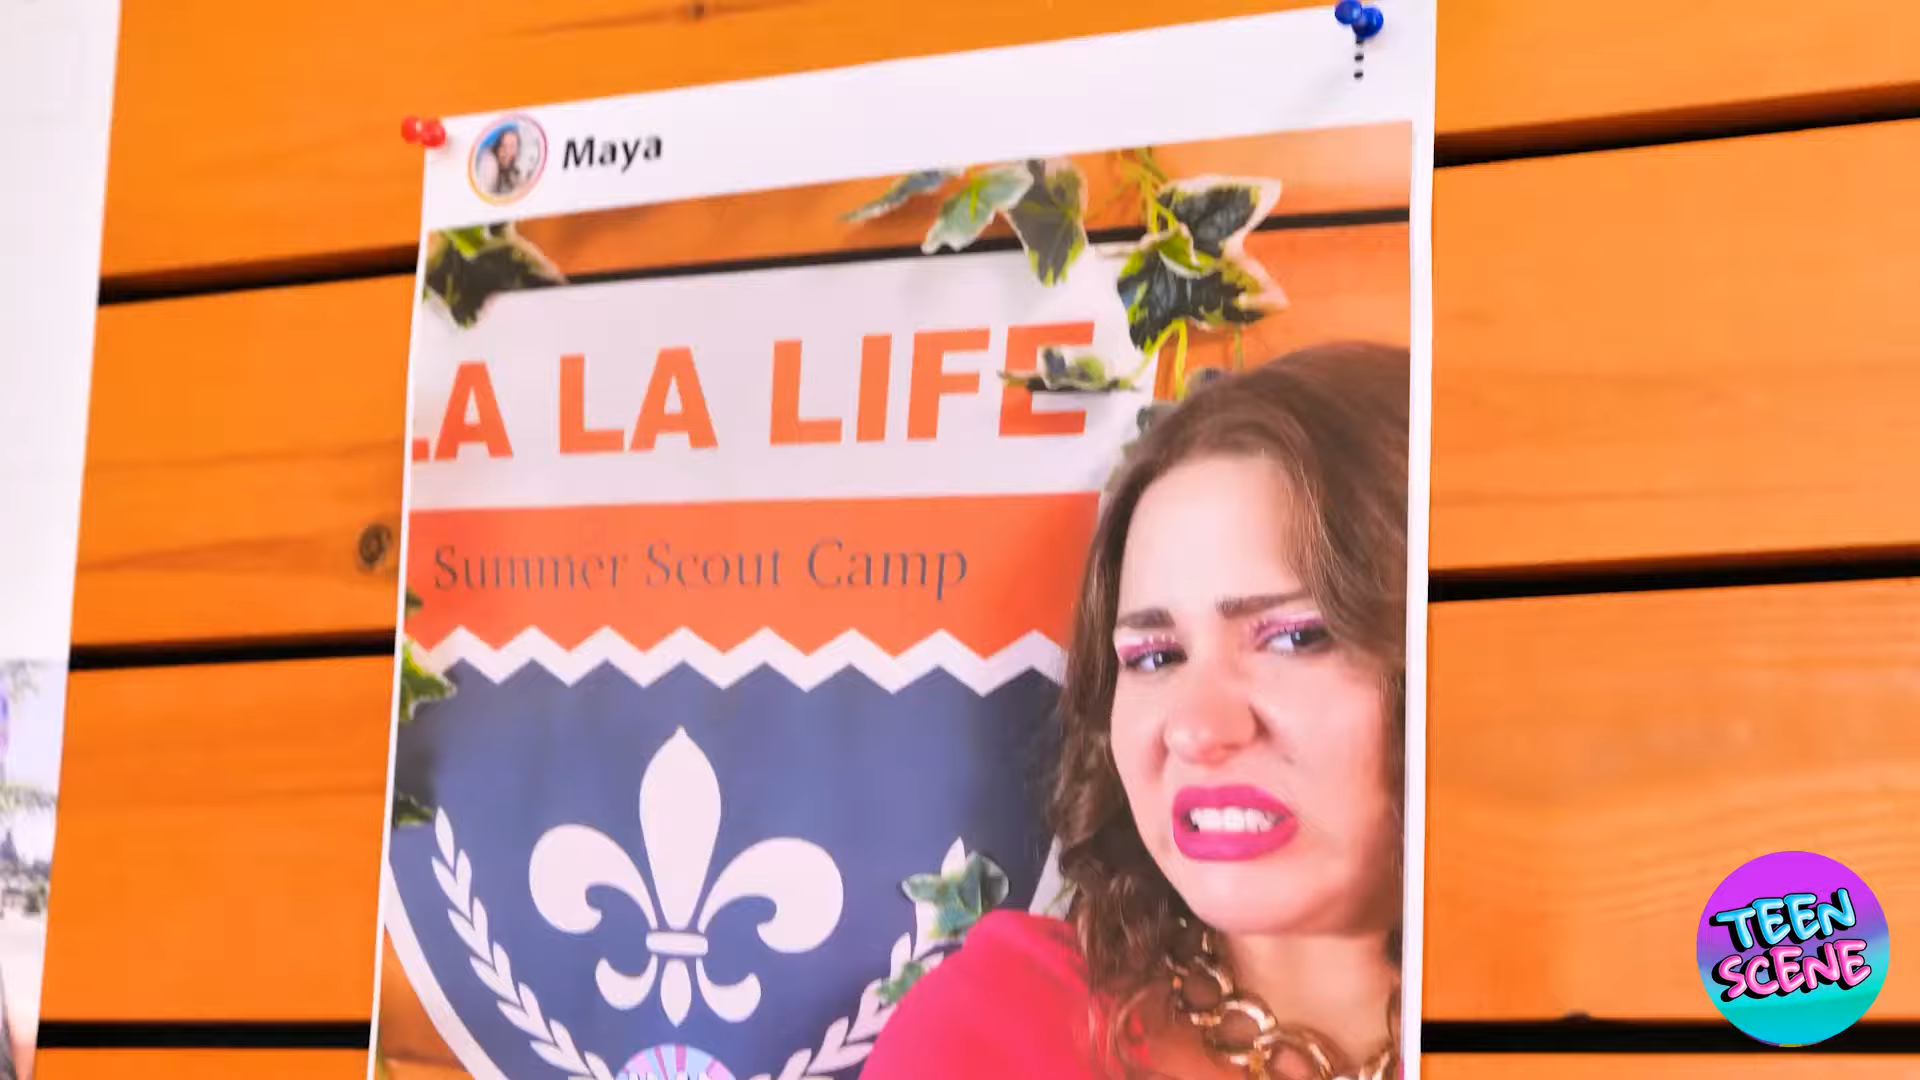 Maya
LA LA LIFE
Summer Scout Camp
TEEN
SCENE